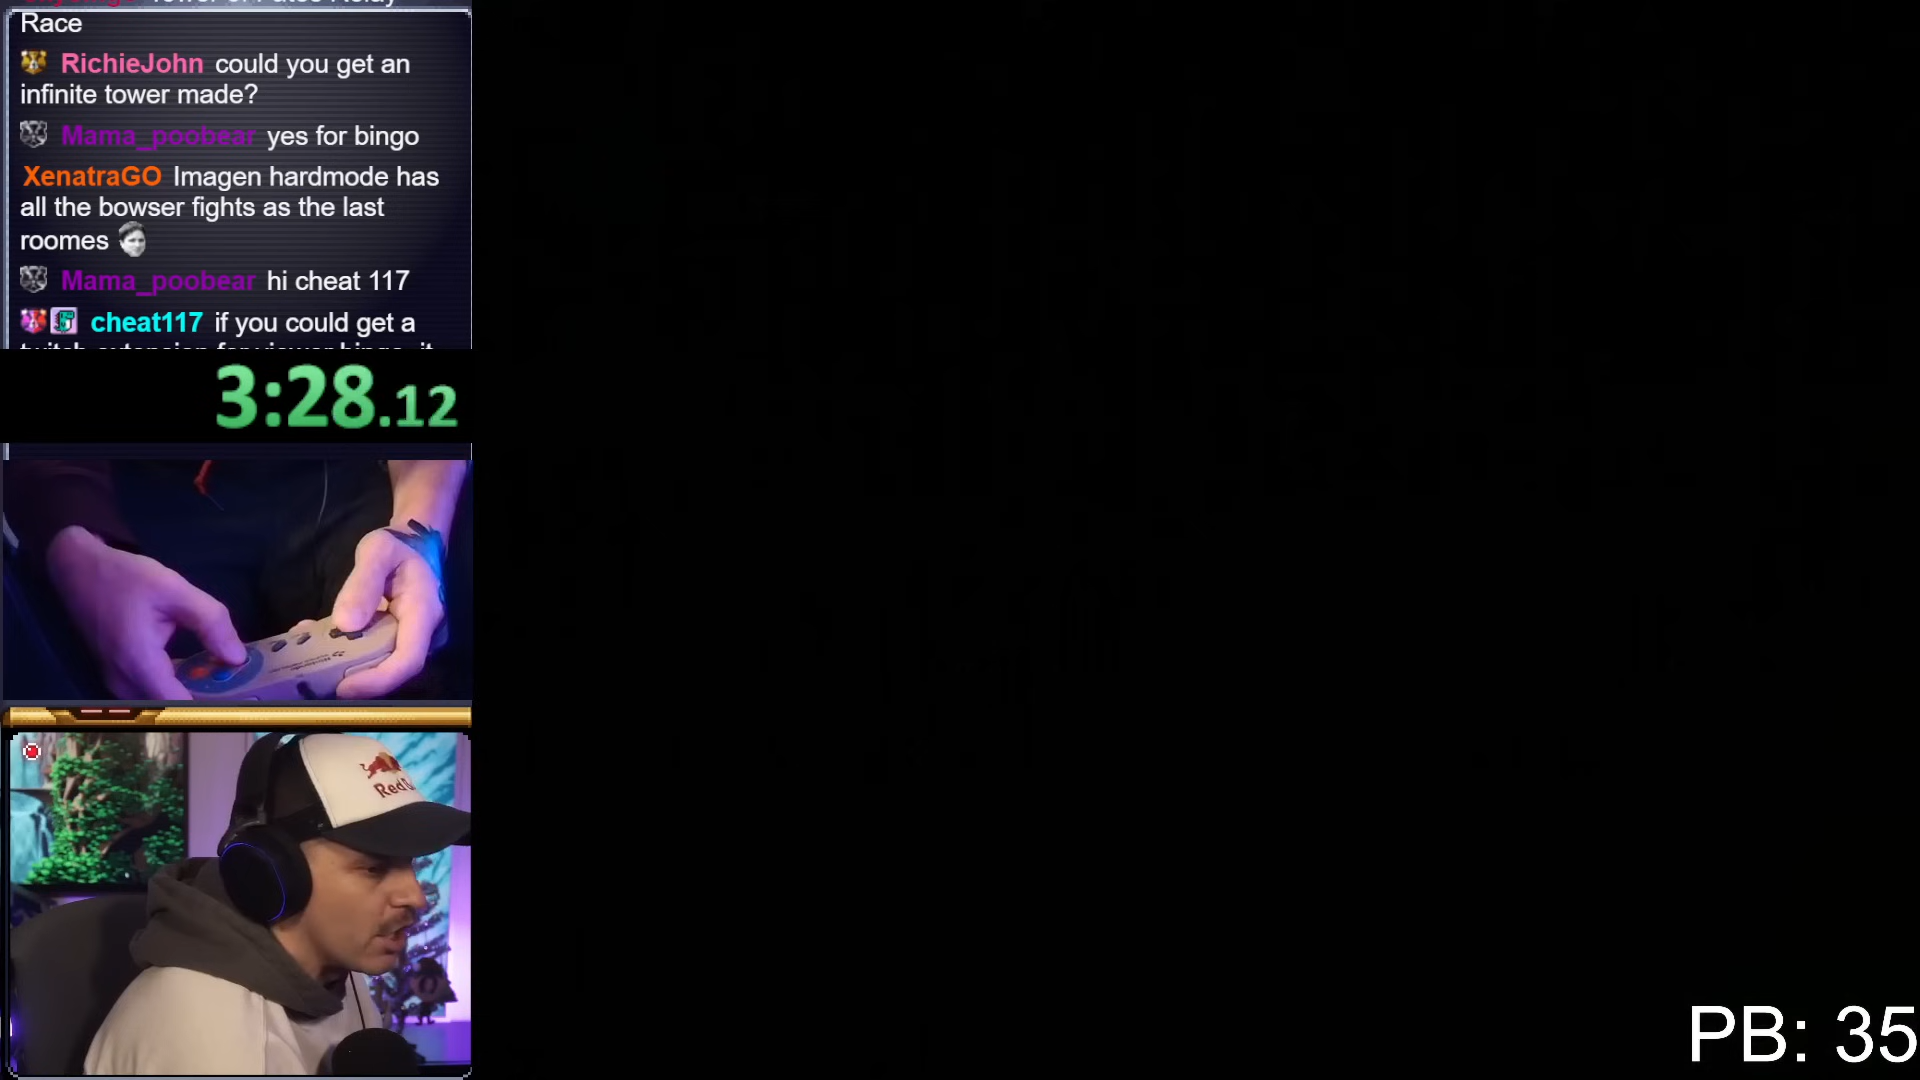 Race
RichieJohn could you get an
infinite tower made?
Mama_poobear yes for bingo
XenatraGO Imagen hardmode has
all the bowser fights as the last
roomes
Mama_poobear hi cheat 117
cheat117 if you could get a
3:28.12
Red
PB: 35